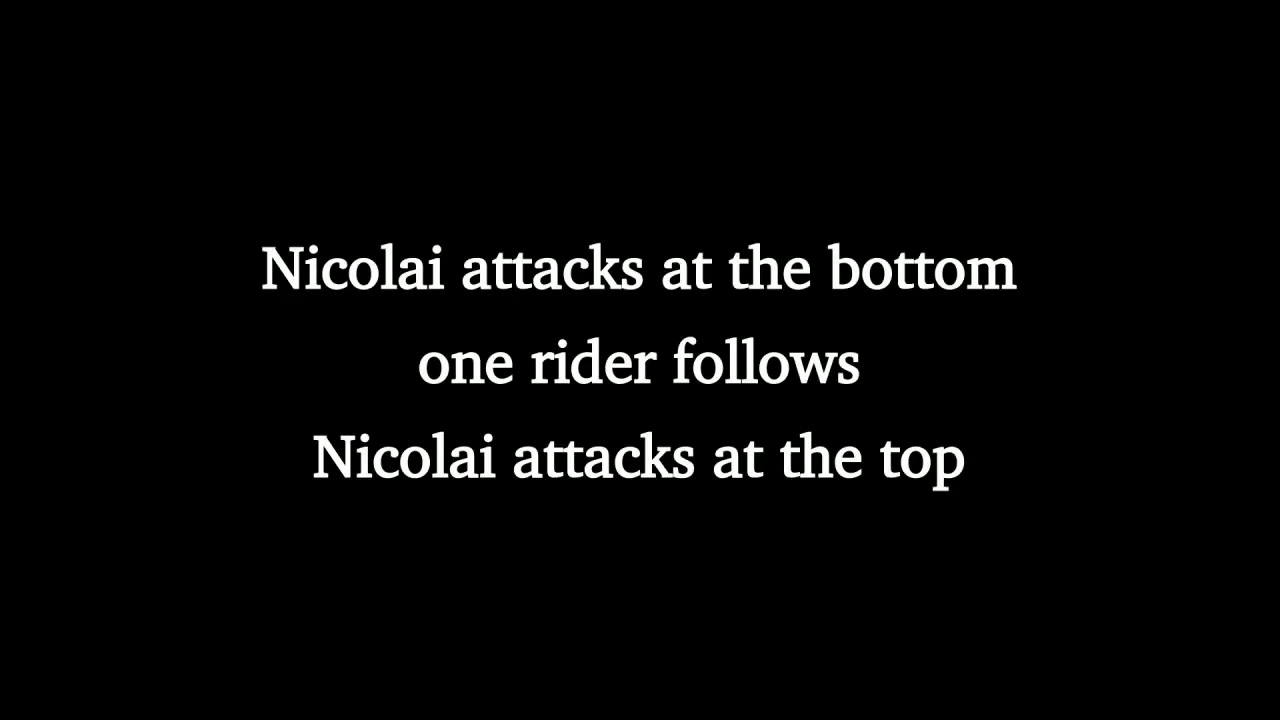 Nicolai attacks at the bottom
one rider follows
Nicolai attacks at the top